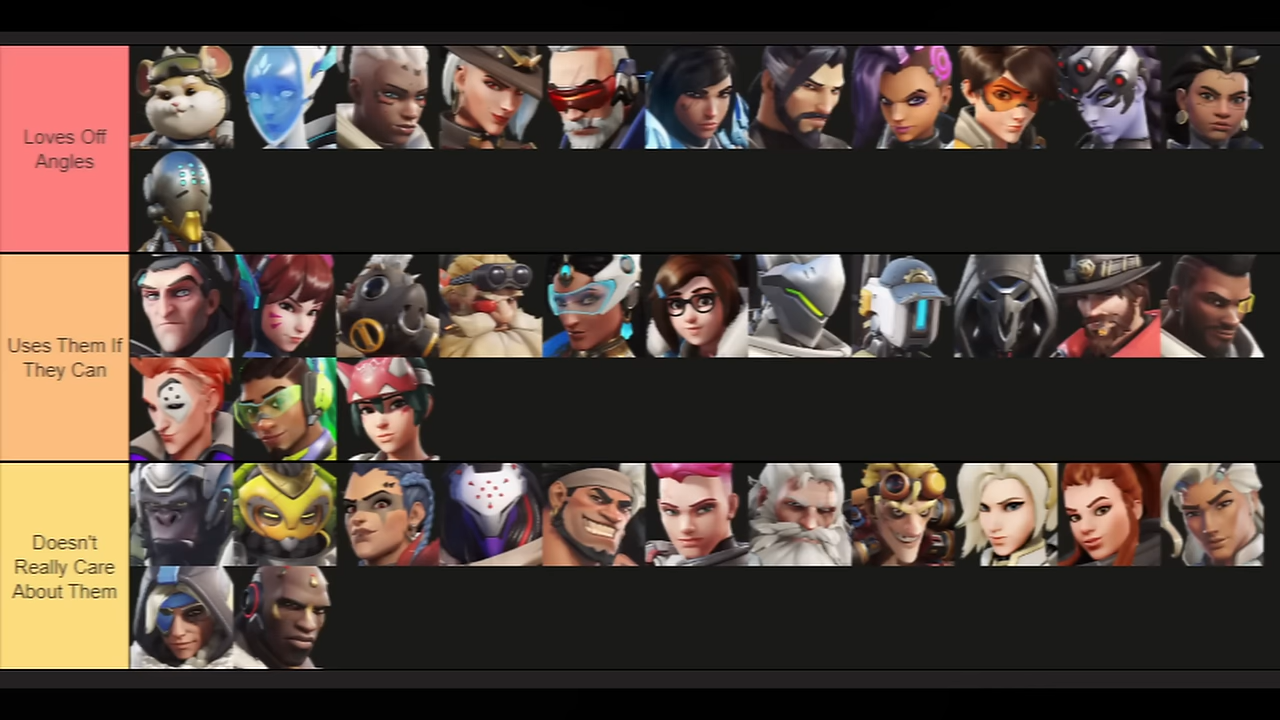 Loves Off
Angles
Uses Them If
They Can
Doesn't
Really Care
About Them